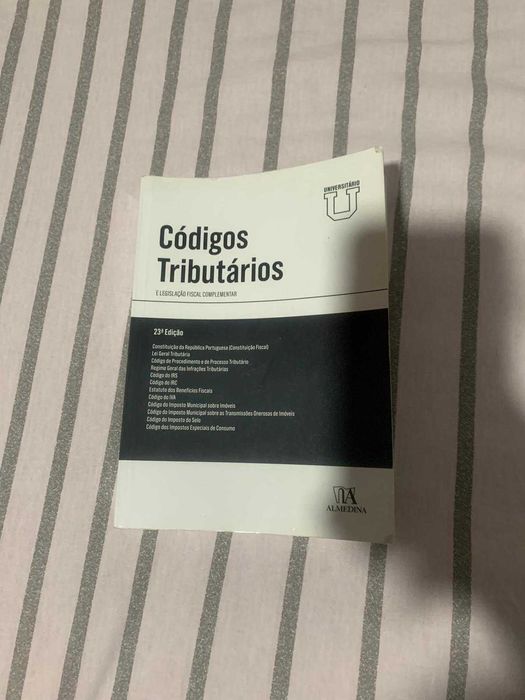 UNIVERSITÁRIO
U
Códigos
Tributários
E LEGISLAÇÃO FISCAL COMPLEMENTAR
23ª Edição
Constituição da República Portuguesa (Constituição Fiscal)
Lei Geral Tributária
Código de Procedimento e de Processo Tributário
Regime Geral das Infrações Tributárias
Código do IRS
Código do IRC
Estatuto dos Benefícios Fiscais
Código do IVA
Código do Imposto Municipal sobre Imóveis
Código do Imposto Municipal sobre as Transmissões Onerosas de Imóveis
Código do Imposto do Selo
Código dos Impostos Especiais de Consumo
ALMEDINA